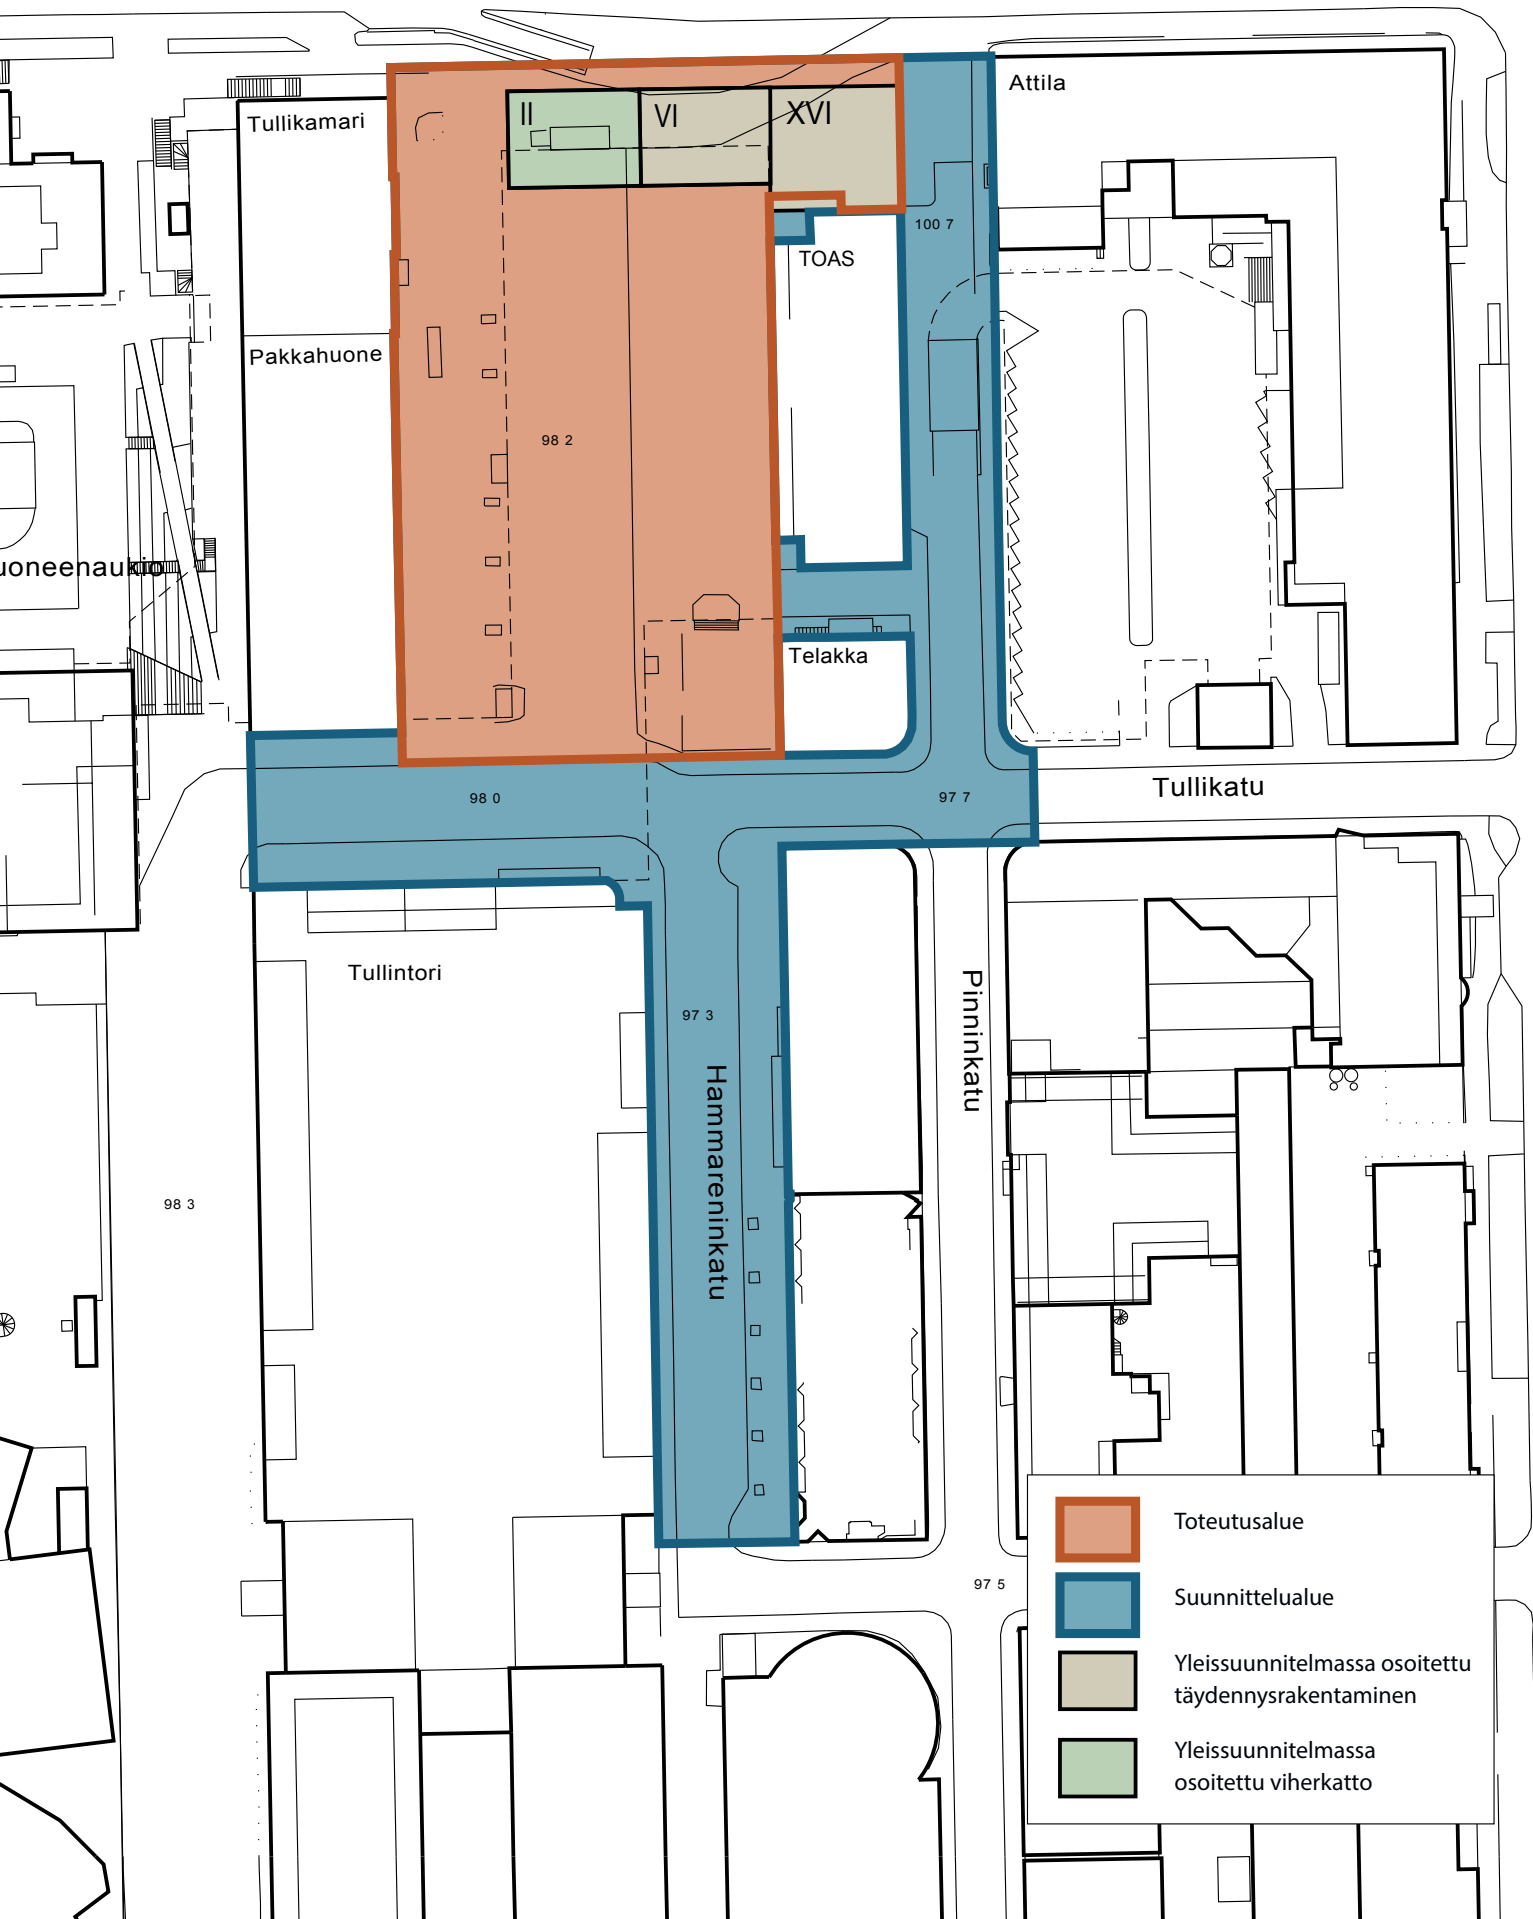 Attila
Tullikamari
II
VI
XVI
100 7
TOAS
Pakkahuone
98 2
uoneenaukio
Telakka
Tullikatu
98 0
97 7
Tullintori
97 3
Pinninkatu
Hammareninkatu
98 3
97 5
Toteutusalue
Suunnittelualue
Yleissuunnitelmassa osoitettu
täydennysrakentaminen
Yleissuunnitelmassa
osoitettu viherkatto